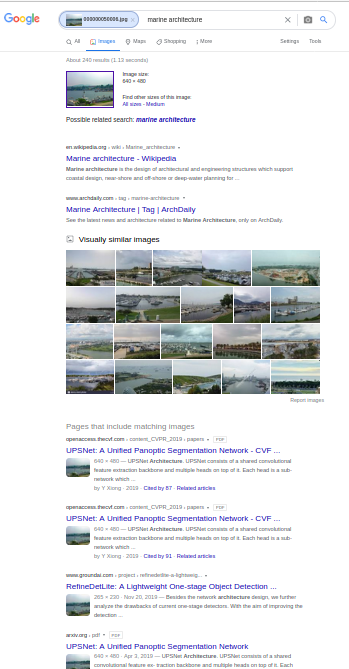 Google 000000050006.jpg marine architecture
All Images Maps Shopping More Settings Tools
About 240 results (1.12 seconds)
Image size:
640 × 480
Find other sizes of this image:
All sizes - Medium
Possible related search: marine architecture
en.wikipedia.org › wiki › Marine_architecture
Marine architecture - Wikipedia
Marine architecture is the design of architectural and engineering structures which support
coastal design, near-shore and off-shore or deep-water planning for ...
www.archdaily.com › tag › marine-architecture
Marine Architecture | Tag | ArchDaily
See the latest news and architecture related to Marine Architecture, only on ArchDaily.
Visually similar images
Report images
Pages that include matching images
openaccess.thecvf.com › content_CVPR_2019 › papers PDF
UPSNet: A Unified Panoptic Segmentation Network - CVF ...
640 × 480 — UPSNet Architecture. UPSNet consists of a shared convolutional
feature extraction backbone and multiple heads on top of it. Each head is a sub-
network which ...
by Y Xiong · 2019 · Cited by 87 · Related articles
openaccess.thecvf.com › content_CVPR_2019 › papers PDF
UPSNet: A Unified Panoptic Segmentation Network - CVF ...
640 × 480 — UPSNet Architecture. UPSNet consists of a shared convolutional
feature extraction backbone and multiple heads on top of it. Each head is a sub-
network which ...
by Y Xiong · 2019 · Cited by 91 · Related articles
www.groundai.com › project › refinedetlite-a-lightweig...
RefineDetLite: A Lightweight One-stage Object Detection ...
265 × 230 · Nov 20, 2019 — Besides the network architecture design, we further
analyze the drawbacks of current one-stage detectors. With the aim of improving the
detection ...
arxiv.org › pdf PDF
UPSNet: A Unified Panoptic Segmentation Network
640 × 480 · Apr 3, 2019 — UPSNet Architecture. UPSNet consists of a shared
convolutional feature ex- traction backbone and multiple heads on top of it. Each